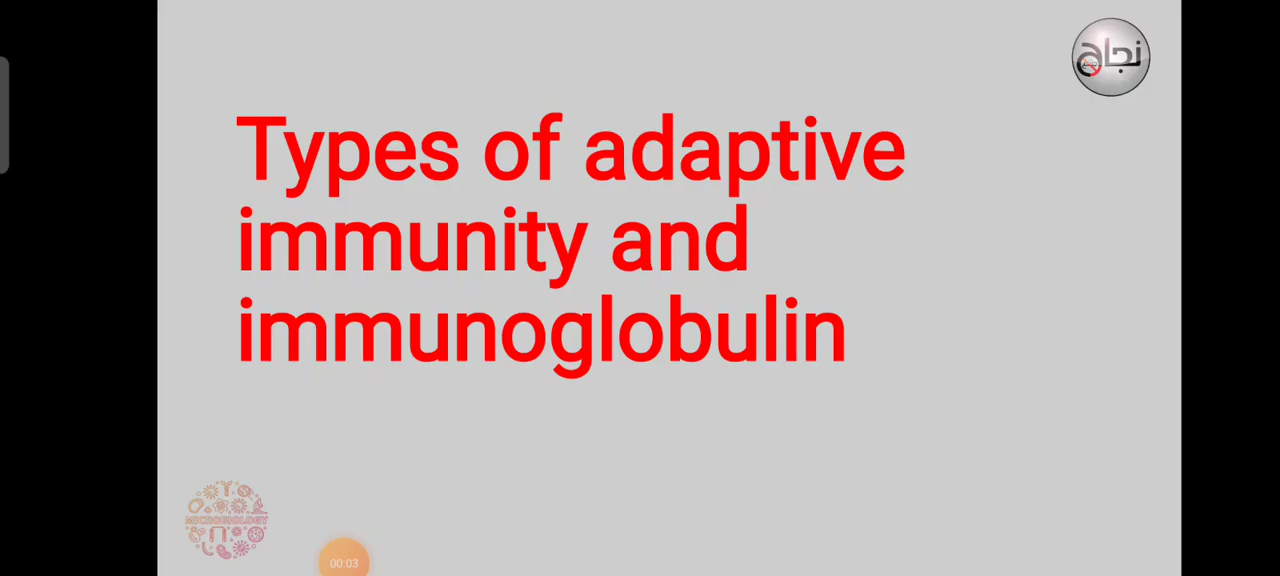 نجاح
Types of adaptive
immunity and
immunoglobulin
MICROBIOLOGY
00:03